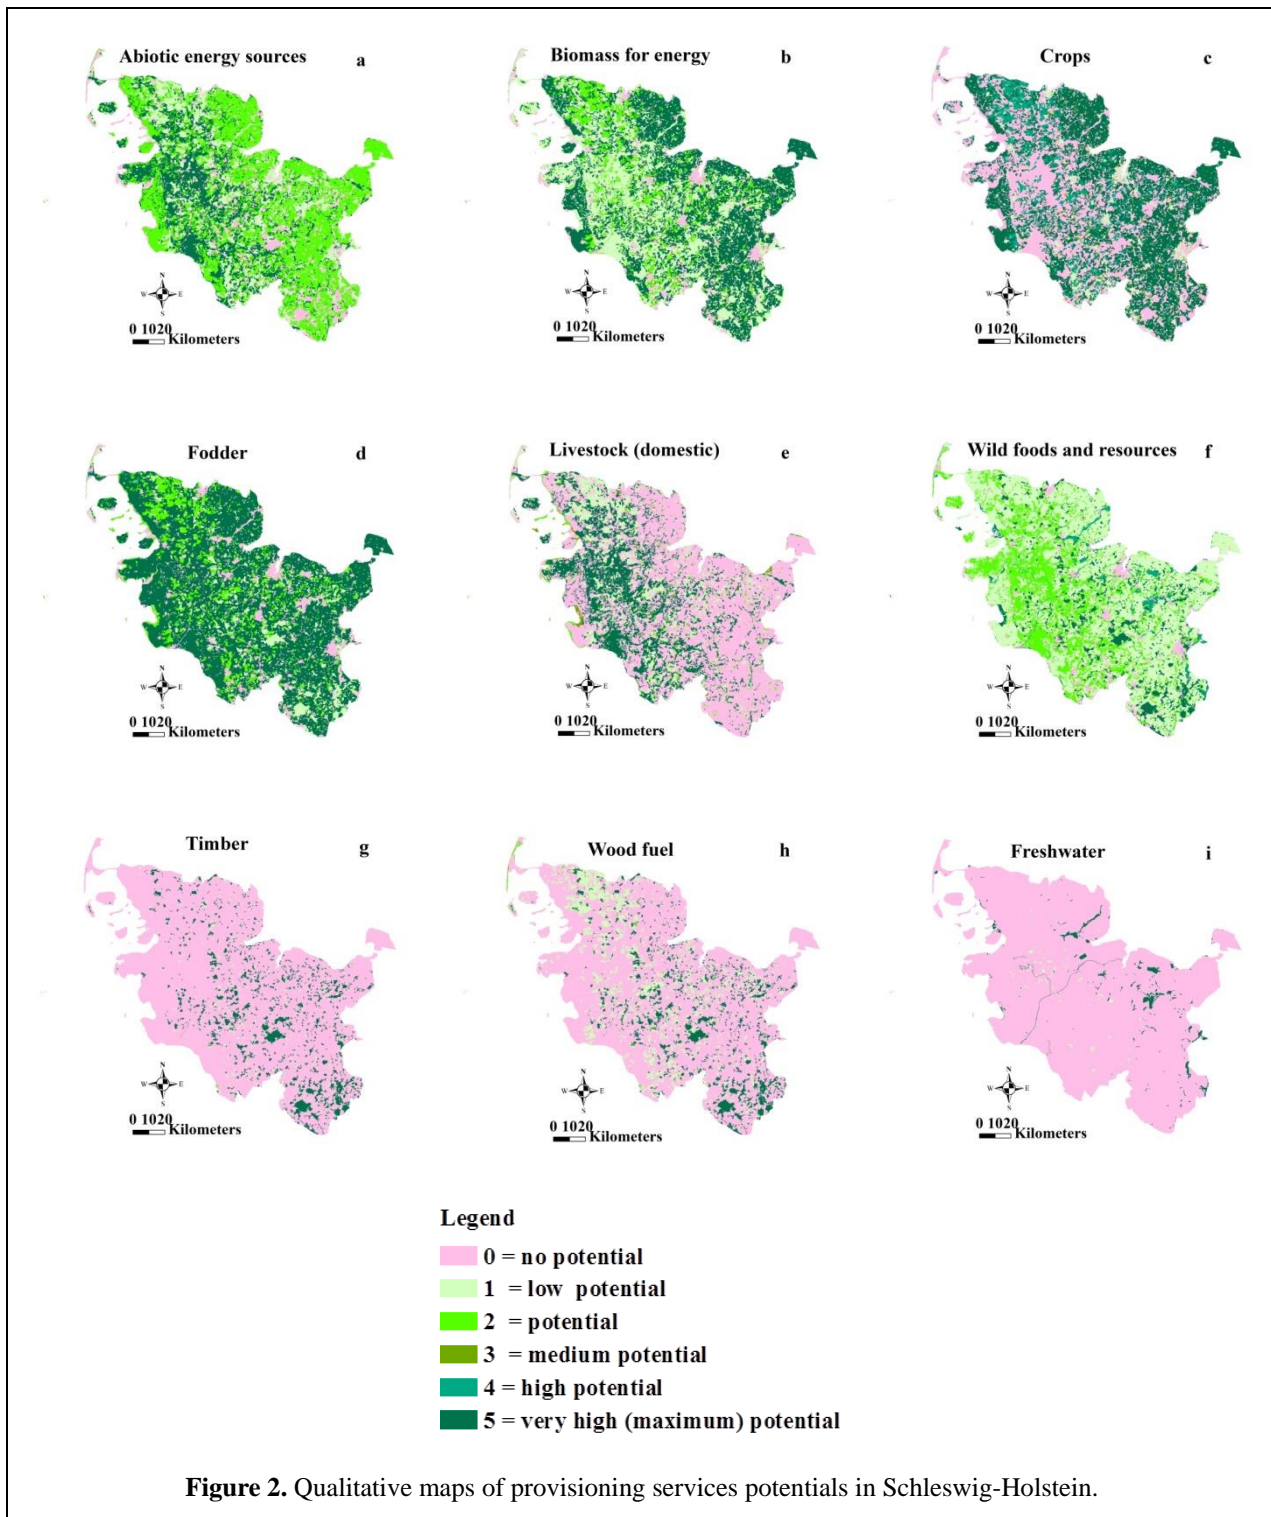 Abiotic energy sources a
Biomass for energy b
Crops c
N
W E
S
0 1020
Kilometers
N
W E
S
0 1020
Kilometers
N
W E
S
0 1020
Kilometers
Fodder d
Livestock (domestic) e
Wild foods and resources f
N
W E
S
0 1020
Kilometers
N
W E
S
0 1020
Kilometers
N
W E
S
0 1020
Kilometers
Timber g
Wood fuel h
Freshwater i
N
W E
S
0 1020
Kilometers
N
W E
S
0 1020
Kilometers
N
W E
S
0 1020
Kilometers
Legend
0 = no potential
1 = low potential
2 = potential
3 = medium potential
4 = high potential
5 = very high (maximum) potential
Figure 2. Qualitative maps of provisioning services potentials in Schleswig-Holstein.